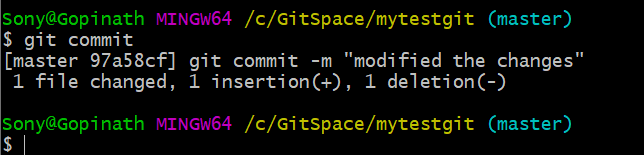 Sony@Gopinath MINGW64 /c/GitSpace/mytestgit (master)
$ git commit
[master 97a58cf] git commit -m "modified the changes"
 1 file changed, 1 insertion(+), 1 deletion(-)
Sony@Gopinath MINGW64 /c/GitSpace/mytestgit (master)
$